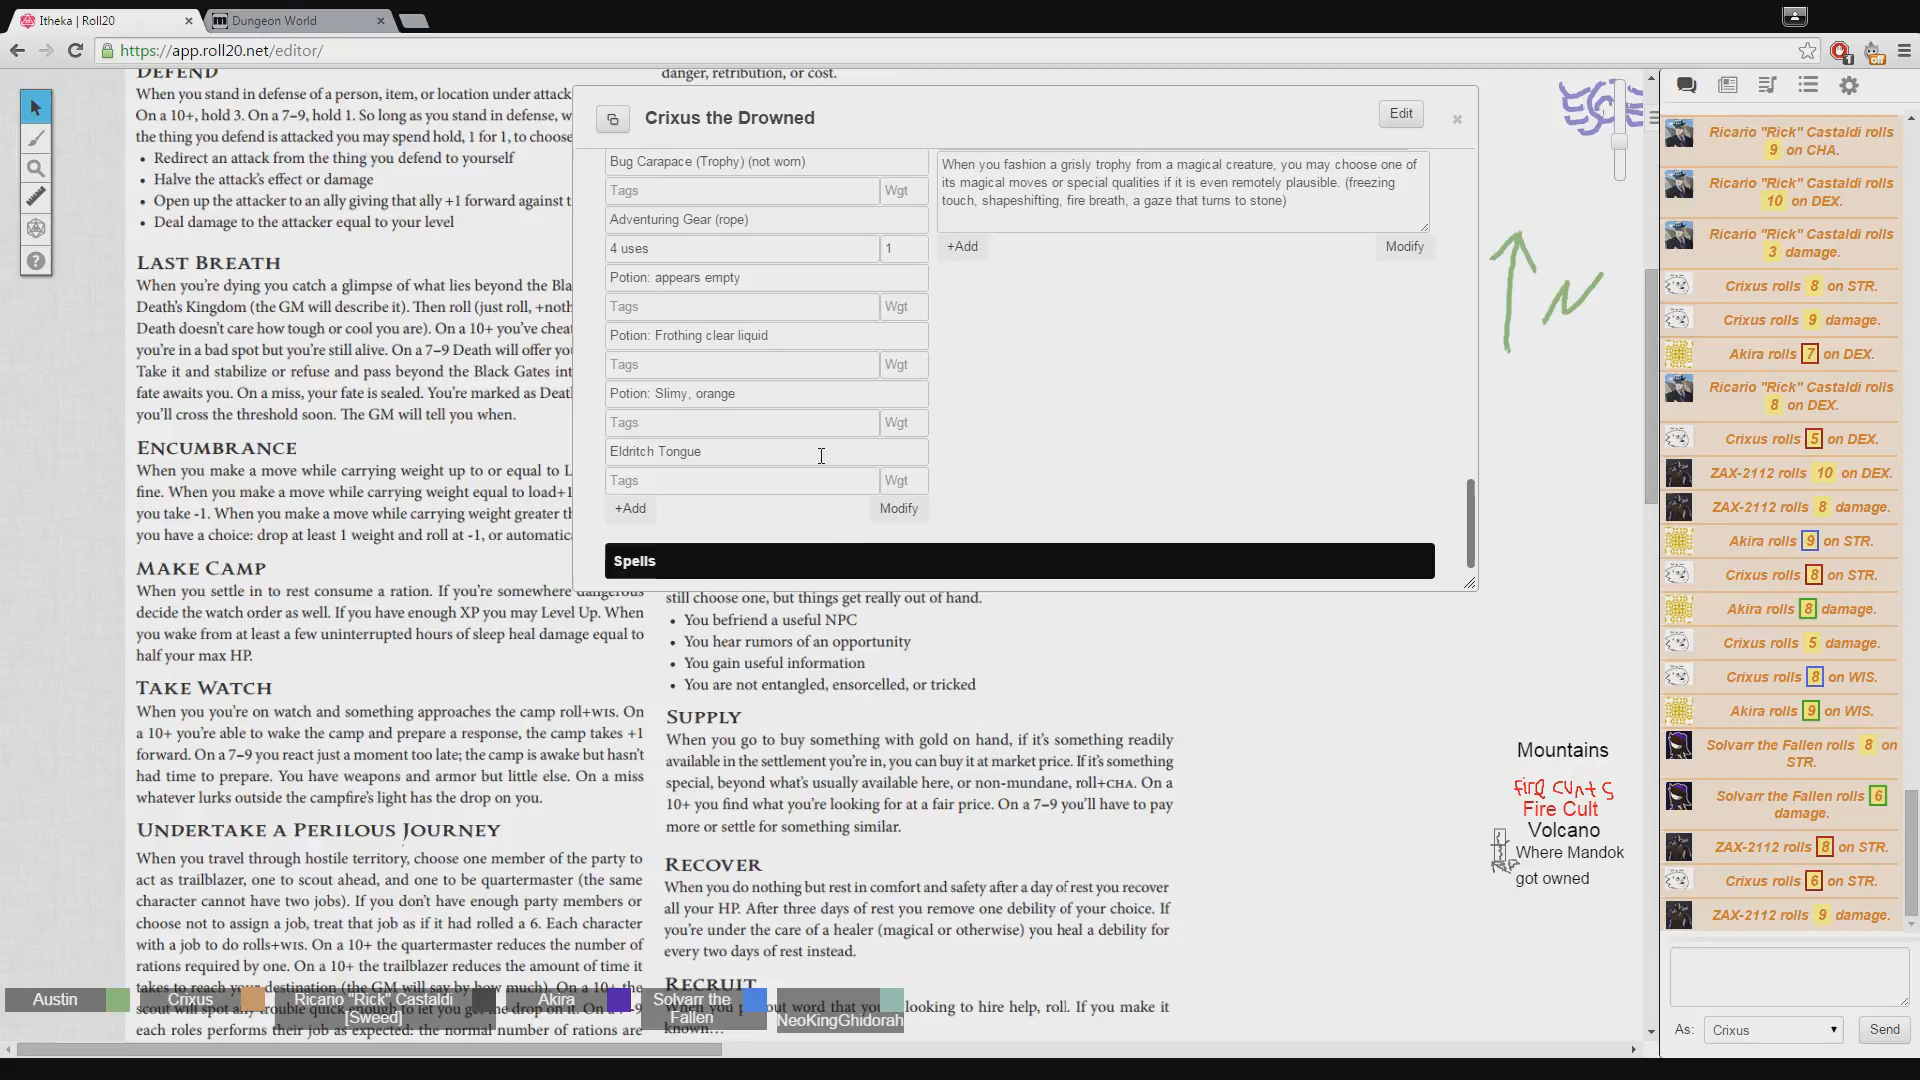 Itheka | Roll20
Dungeon World
https://app.roll20.net/editor/
DEFEND
When you stand in defense of a person, item, or location under attack
On a 10+, hold 3. On a 7–9, hold 1. So long as you stand in defense, w
the thing you defend is attacked you may spend hold, 1 for 1, to choose
• Redirect an attack from the thing you defend to yourself
• Halve the attack's effect or damage
• Open up the attacker to an ally giving that ally +1 forward against t
• Deal damage to the attacker equal to your level
LAST BREATH
When you're dying you catch a glimpse of what lies beyond the Bla
Death's Kingdom (the GM will describe it). Then roll (just roll, +noth
Death doesn't care how tough or cool you are). On a 10+ you've cheat
you're in a bad spot but you're still alive. On a 7–9 Death will offer yo
Take it and stabilize or refuse and pass beyond the Black Gates int
fate awaits you. On a miss, your fate is sealed. You're marked as Deat
you'll cross the threshold soon. The GM will tell you when.
ENCUMBRANCE
When you make a move while carrying weight up to or equal to L
fine. When you make a move while carrying weight equal to load+1
you take -1. When you make a move while carrying weight greater th
you have a choice: drop at least 1 weight and roll at -1, or automatic
MAKE CAMP
When you settle in to rest consume a ration. If you're somewhere dangerous
decide the watch order as well. If you have enough XP you may Level Up. When
you wake from at least a few uninterrupted hours of sleep heal damage equal to
half your max HP.
TAKE WATCH
When you you're on watch and something approaches the camp roll+WIS. On
a 10+ you're able to wake the camp and prepare a response, the camp takes +1
forward. On a 7–9 you react just a moment too late; the camp is awake but hasn't
had time to prepare. You have weapons and armor but little else. On a miss
whatever lurks outside the campfire's light has the drop on you.
UNDERTAKE A PERILOUS JOURNEY
When you travel through hostile territory, choose one member of the party to
act as trailblazer, one to scout ahead, and one to be quartermaster (the same
character cannot have two jobs). If you don't have enough party members or
choose not to assign a job, treat that job as if it had rolled a 6. Each character
with a job to do rolls+WIS. On a 10+ the quartermaster reduces the number of
rations required by one. On a 10+ the trailblazer reduces the amount of time it
takes to reach your destination (the GM will say by how much). On a 10+ the
scout will spot any trouble quick enough to let you get the drop on it. On a 7–9
each roles performs their job as expected: the normal number of rations are
danger, retribution, or cost.
Crixus the Drowned
Edit
×
Bug Carapace (Trophy) (not worn)
Tags Wgt
Adventuring Gear (rope)
4 uses 1
Potion: appears empty
Tags Wgt
Potion: Frothing clear liquid
Tags Wgt
Potion: Slimy, orange
Tags Wgt
Eldritch Tongue
Tags Wgt
+Add Modify
When you fashion a grisly trophy from a magical creature, you may choose one of
its magical moves or special qualities if it is even remotely plausible. (freezing
touch, shapeshifting, fire breath, a gaze that turns to stone)
+Add Modify
Spells
still choose one, but things get really out of hand.
• You befriend a useful NPC
• You hear rumors of an opportunity
• You gain useful information
• You are not entangled, ensorcelled, or tricked
SUPPLY
When you go to buy something with gold on hand, if it's something readily
available in the settlement you're in, you can buy it at market price. If it's something
special, beyond what's usually available here, or non-mundane, roll+CHA. On a
10+ you find what you're looking for at a fair price. On a 7–9 you'll have to pay
more or settle for something similar.
RECOVER
When you do nothing but rest in comfort and safety after a day of rest you recover
all your HP. After three days of rest you remove one debility of your choice. If
you're under the care of a healer (magical or otherwise) you heal a debility for
every two days of rest instead.
RECRUIT
When you put out word that you looking to hire help, roll. If you make it
known...
N
Mountains
firq cunts
Fire Cult
Volcano
Where Mandok
got owned
Austin
Crixus
Ricario "Rick" Castaldi
[Sweed]
Akira
Solvarr the
Fallen
NeoKingGhidorah
Ricario "Rick" Castaldi rolls
9 on CHA.
Ricario "Rick" Castaldi rolls
10 on DEX.
Ricario "Rick" Castaldi rolls
3 damage.
Crixus rolls 8 on STR.
Crixus rolls 9 damage.
Akira rolls 7 on DEX.
Ricario "Rick" Castaldi rolls
8 on DEX.
Crixus rolls 5 on DEX.
ZAX-2112 rolls 10 on DEX.
ZAX-2112 rolls 8 damage.
Akira rolls 9 on STR.
Crixus rolls 8 on STR.
Akira rolls 8 damage.
Crixus rolls 5 damage.
Crixus rolls 8 on WIS.
Akira rolls 9 on WIS.
Solvarr the Fallen rolls 8 on
STR.
Solvarr the Fallen rolls 6
damage.
ZAX-2112 rolls 8 on STR.
Crixus rolls 6 on STR.
ZAX-2112 rolls 9 damage.
As: Crixus Send